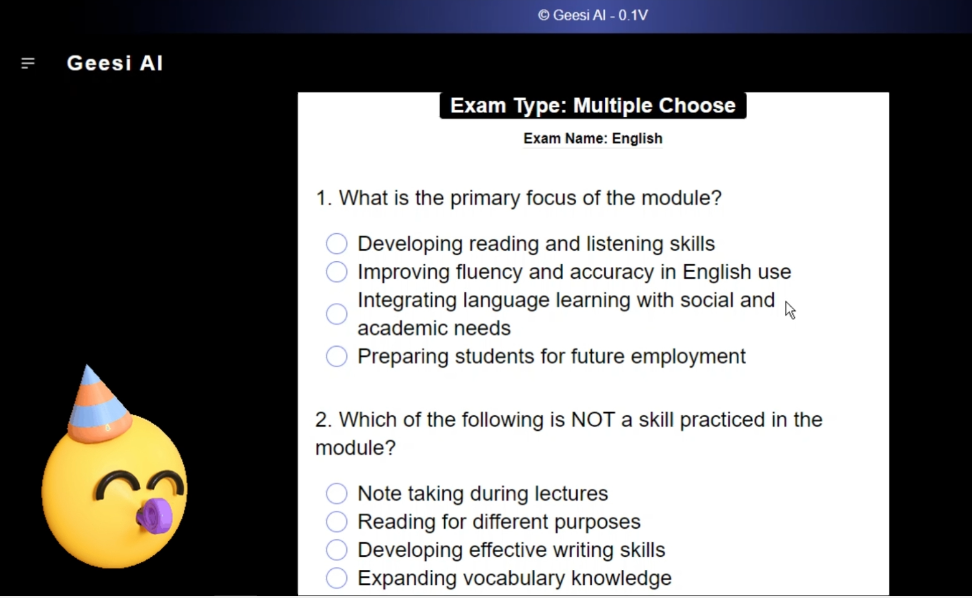 © Geesi AI - 0.1V
Geesi AI
Exam Type: Multiple Choose
Exam Name: English
1. What is the primary focus of the module?
Developing reading and listening skills
Improving fluency and accuracy in English use
Integrating language learning with social and
academic needs
Preparing students for future employment
2. Which of the following is NOT a skill practiced in the
module?
Note taking during lectures
Reading for different purposes
Developing effective writing skills
Expanding vocabulary knowledge